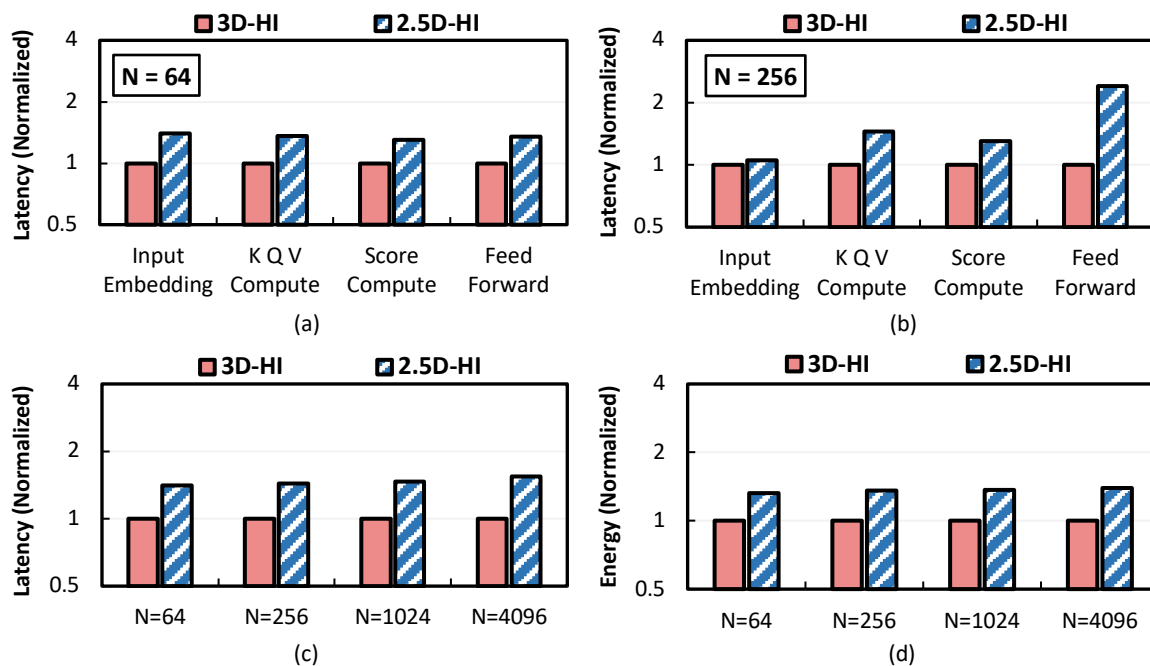 3D-HI 2.5D-HI
Latency (Normalized)
4
2
1
0.5
N = 64
Input Embedding
K Q V Compute
Score Compute
Feed Forward
(a)
3D-HI 2.5D-HI
Latency (Normalized)
4
2
1
0.5
N = 256
Input Embedding
K Q V Compute
Score Compute
Feed Forward
(b)
3D-HI 2.5D-HI
Latency (Normalized)
4
2
1
0.5
N=64 N=256 N=1024 N=4096
(c)
3D-HI 2.5D-HI
Energy (Normalized)
4
2
1
0.5
N=64 N=256 N=1024 N=4096
(d)